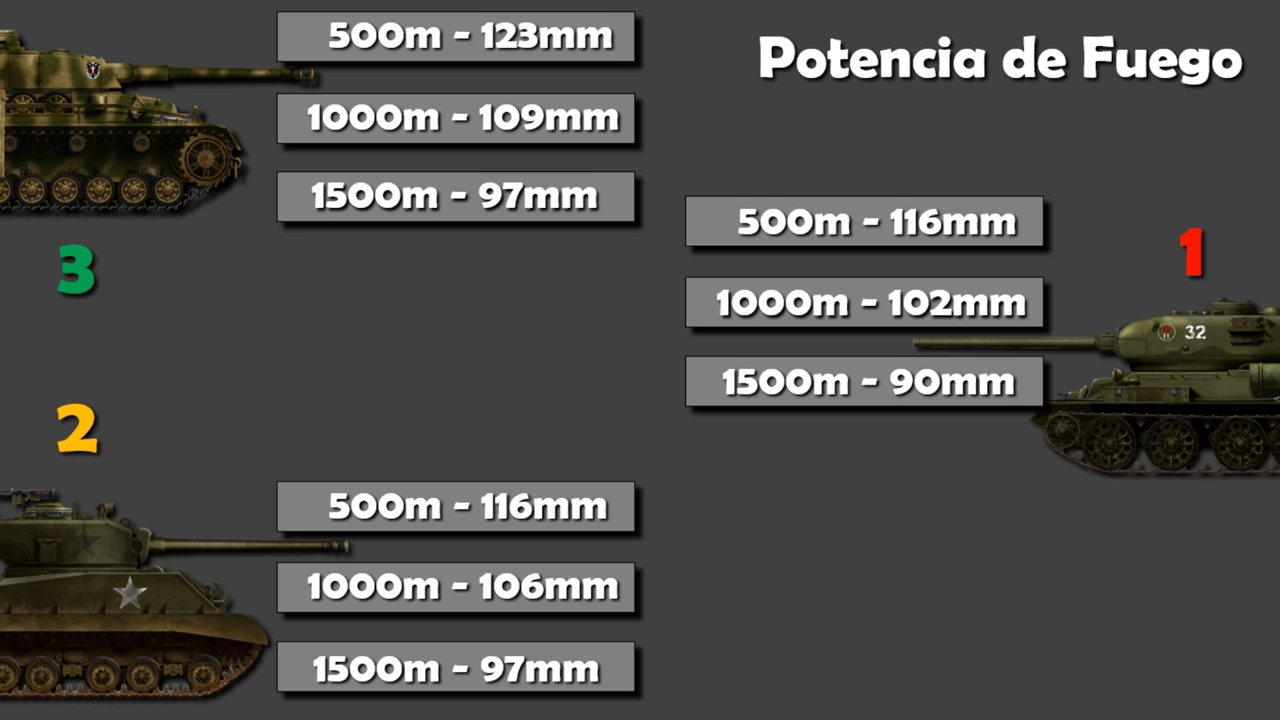 Potencia de Fuego
500m - 123mm
1000m - 109mm
1500m - 97mm
3
500m - 116mm
1000m - 102mm
1500m - 90mm
1
32
2
500m - 116mm
1000m - 106mm
1500m - 97mm